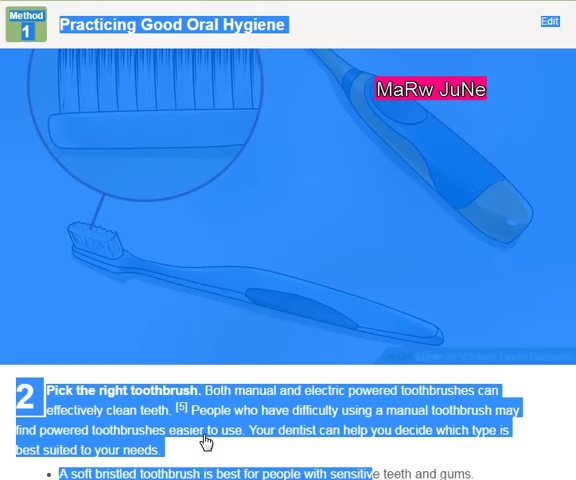 Method
1
Practicing Good Oral Hygiene
Edit
MaRw JuNe
2 Pick the right toothbrush. Both manual and electric powered toothbrushes can
effectively clean teeth. [5] People who have difficulty using a manual toothbrush may
find powered toothbrushes easier to use. Your dentist can help you decide which type is
best suited to your needs.
• A soft bristled toothbrush is best for people with sensitive teeth and gums.